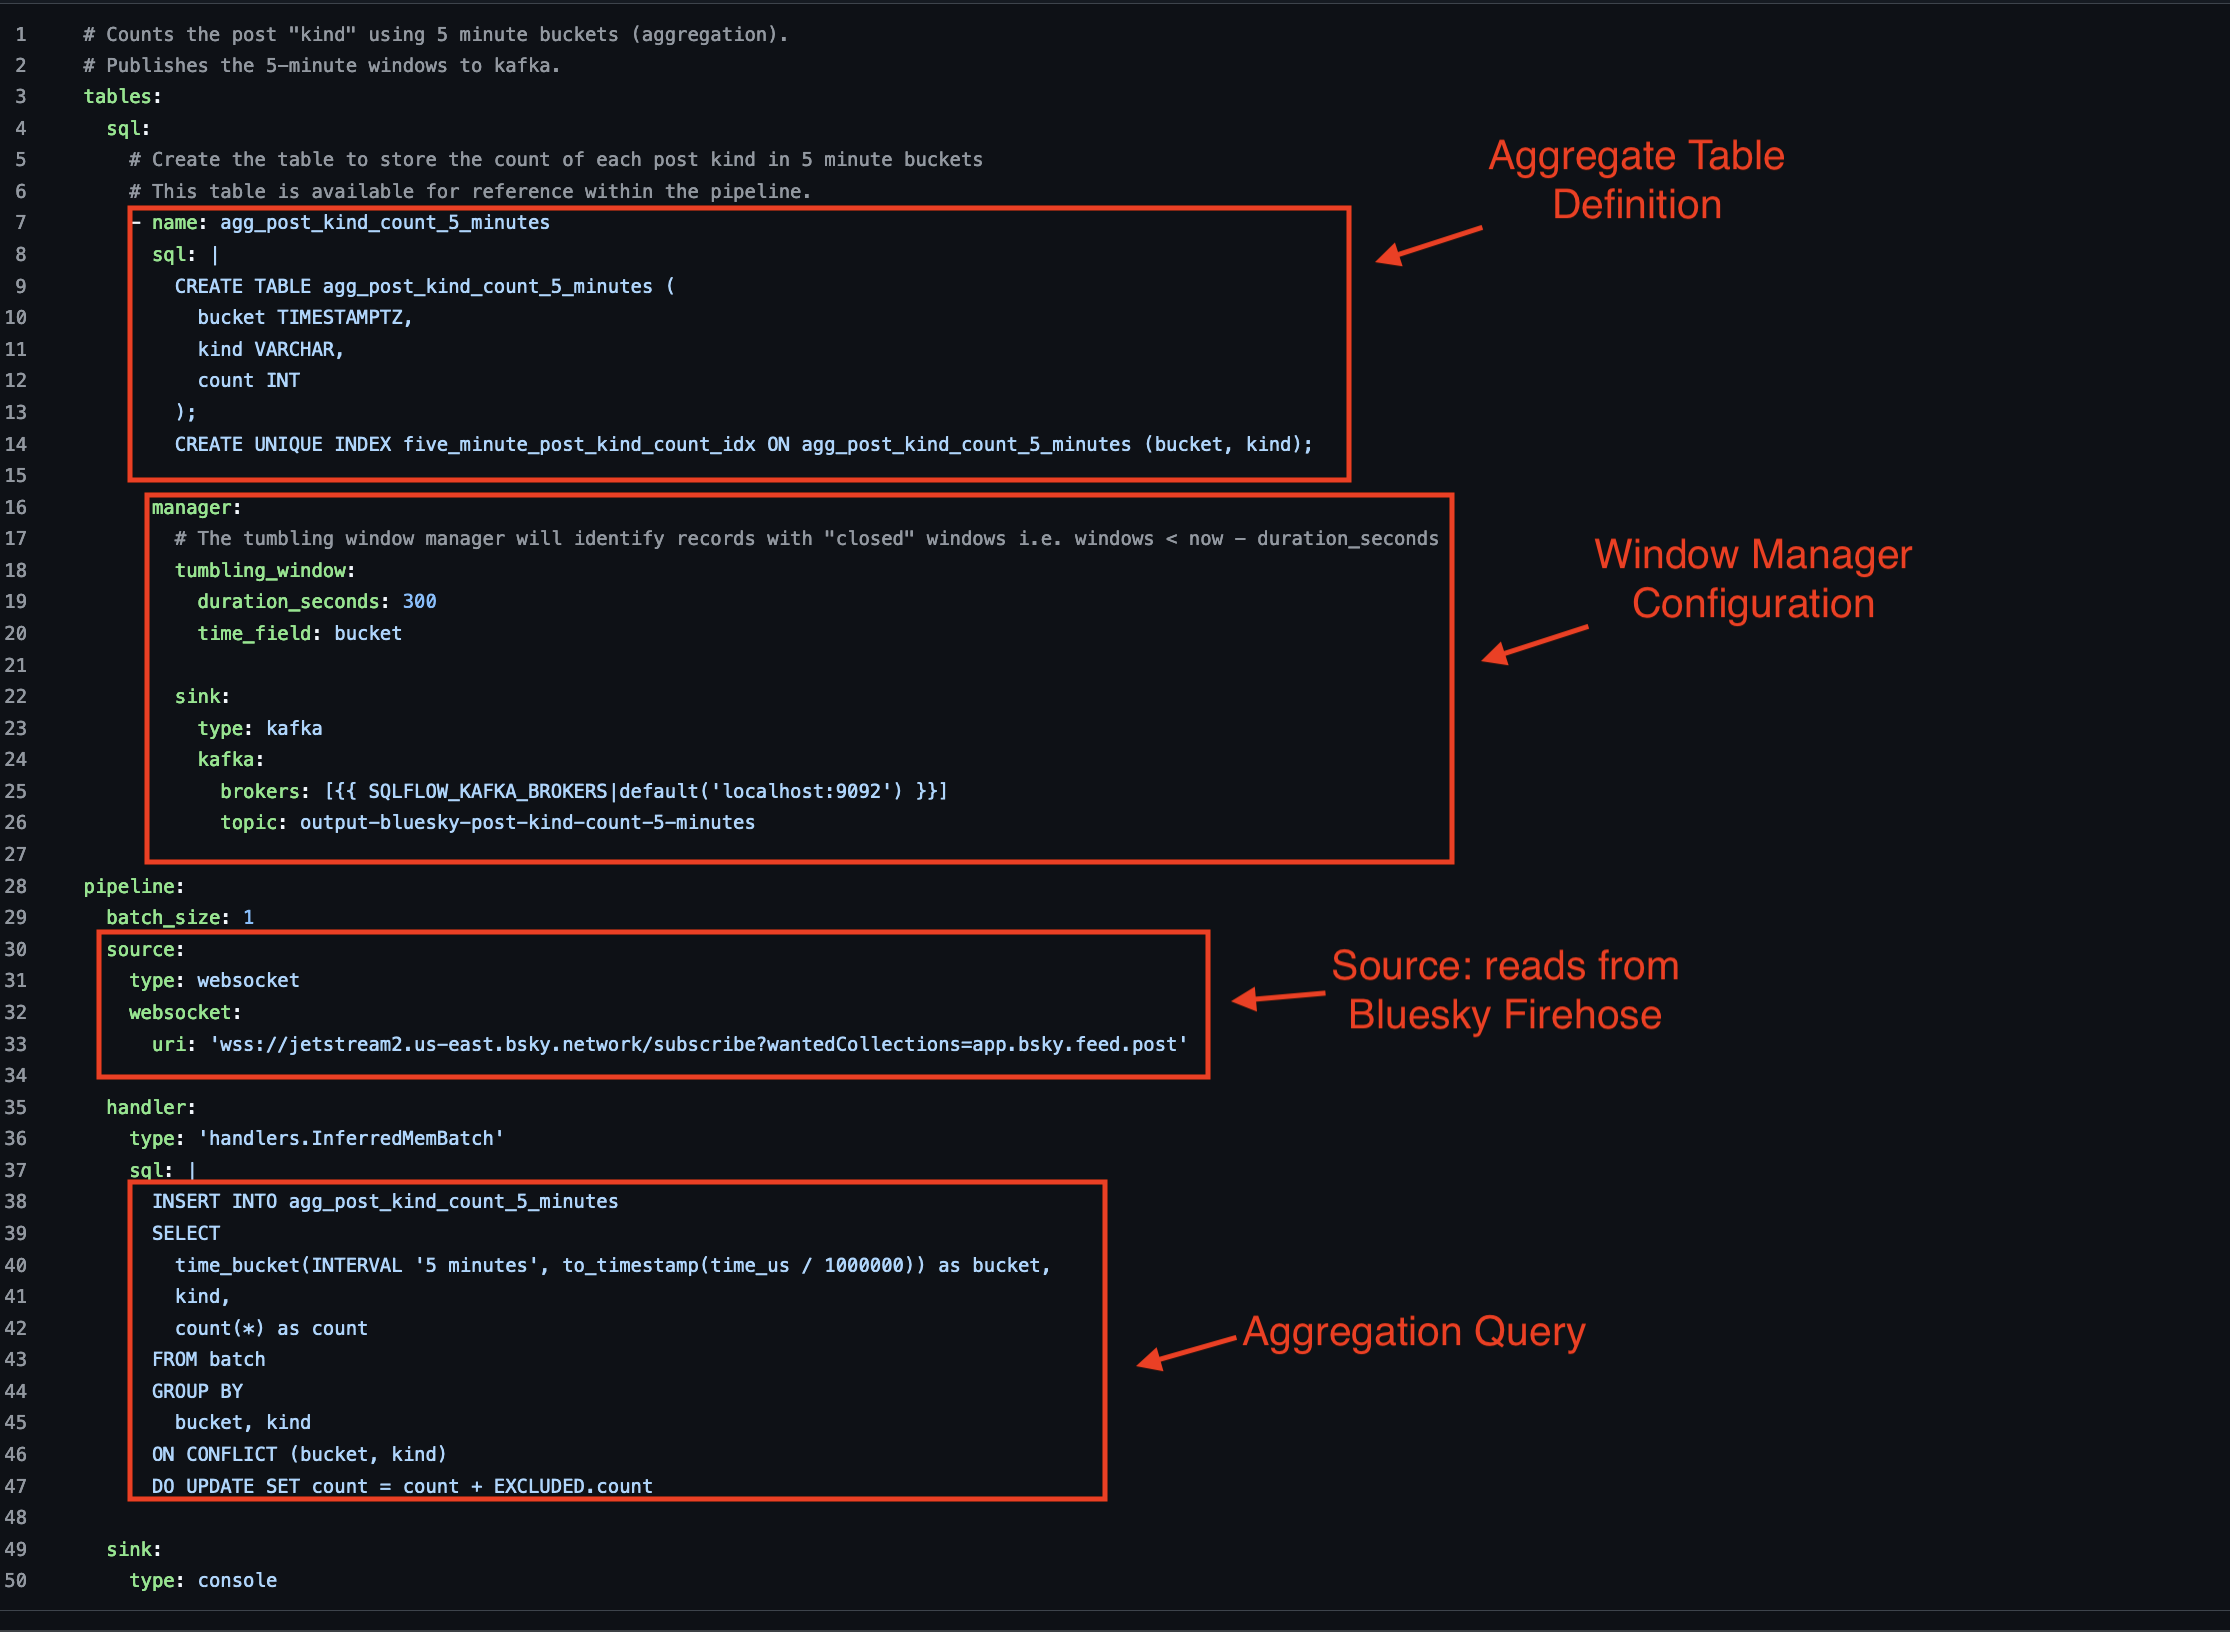 1 # Counts the post "kind" using 5 minute buckets (aggregation).
2 # Publishes the 5-minute windows to kafka.
3 tables:
4   sql:
5     # Create the table to store the count of each post kind in 5 minute buckets
6     # This table is available for reference within the pipeline.
7     - name: agg_post_kind_count_5_minutes
8       sql: |
9         CREATE TABLE agg_post_kind_count_5_minutes (
10           bucket TIMESTAMPTZ,
11           kind VARCHAR,
12           count INT
13         );
14         CREATE UNIQUE INDEX five_minute_post_kind_count_idx ON agg_post_kind_count_5_minutes (bucket, kind);
15
Aggregate Table
Definition
16       manager:
17         # The tumbling window manager will identify records with "closed" windows i.e. windows < now - duration_seconds
18         tumbling_window:
19           duration_seconds: 300
20           time_field: bucket
21
22         sink:
23           type: kafka
24           kafka:
25             brokers: [{{ SQLFLOW_KAFKA_BROKERS|default('localhost:9092') }}]
26             topic: output-bluesky-post-kind-count-5-minutes
27
Window Manager
Configuration
28 pipeline:
29   batch_size: 1
30   source:
31     type: websocket
32     websocket:
33       uri: 'wss://jetstream2.us-east.bsky.network/subscribe?wantedCollections=app.bsky.feed.post'
34
Source: reads from
Bluesky Firehose
35   handler:
36     type: 'handlers.InferredMemBatch'
37     sql: |
38       INSERT INTO agg_post_kind_count_5_minutes
39       SELECT
40         time_bucket(INTERVAL '5 minutes', to_timestamp(time_us / 1000000)) as bucket,
41         kind,
42         count(*) as count
43       FROM batch
44       GROUP BY
45         bucket, kind
46       ON CONFLICT (bucket, kind)
47       DO UPDATE SET count = count + EXCLUDED.count
48
Aggregation Query
49   sink:
50     type: console